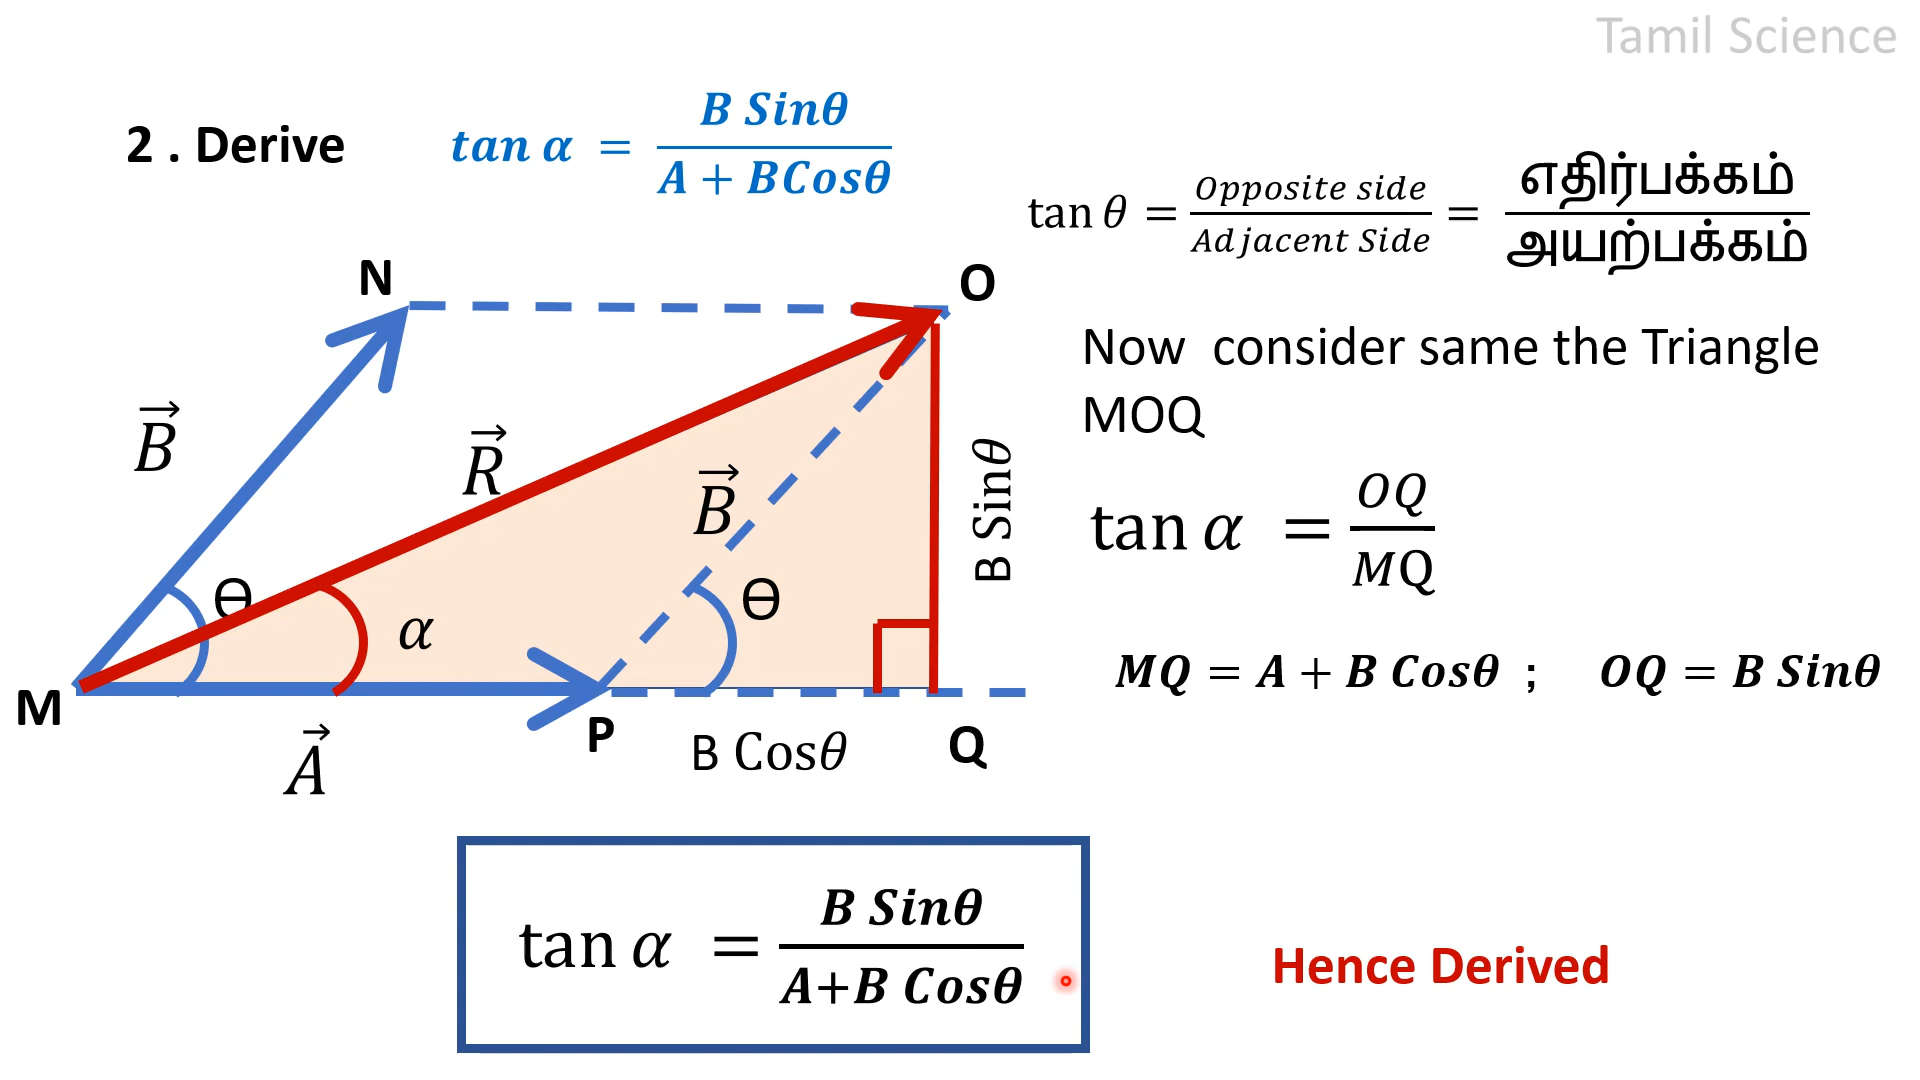 Tamil Science
2 . Derive tan α = B Sinθ / A + BCosθ
tan θ = Opposite side / Adjacent Side = எதிர்பக்கம் / அயற்பக்கம்
N
O
Now consider same the Triangle
MOQ
B⃗
R⃗
B⃗
B Sinθ
tan α = OQ / MQ
Ɵ
α
Ɵ
MQ = A + B Cosθ ; OQ = B Sinθ
M
A⃗
P
B Cosθ
Q
tan α = B Sinθ / A+B Cosθ
Hence Derived